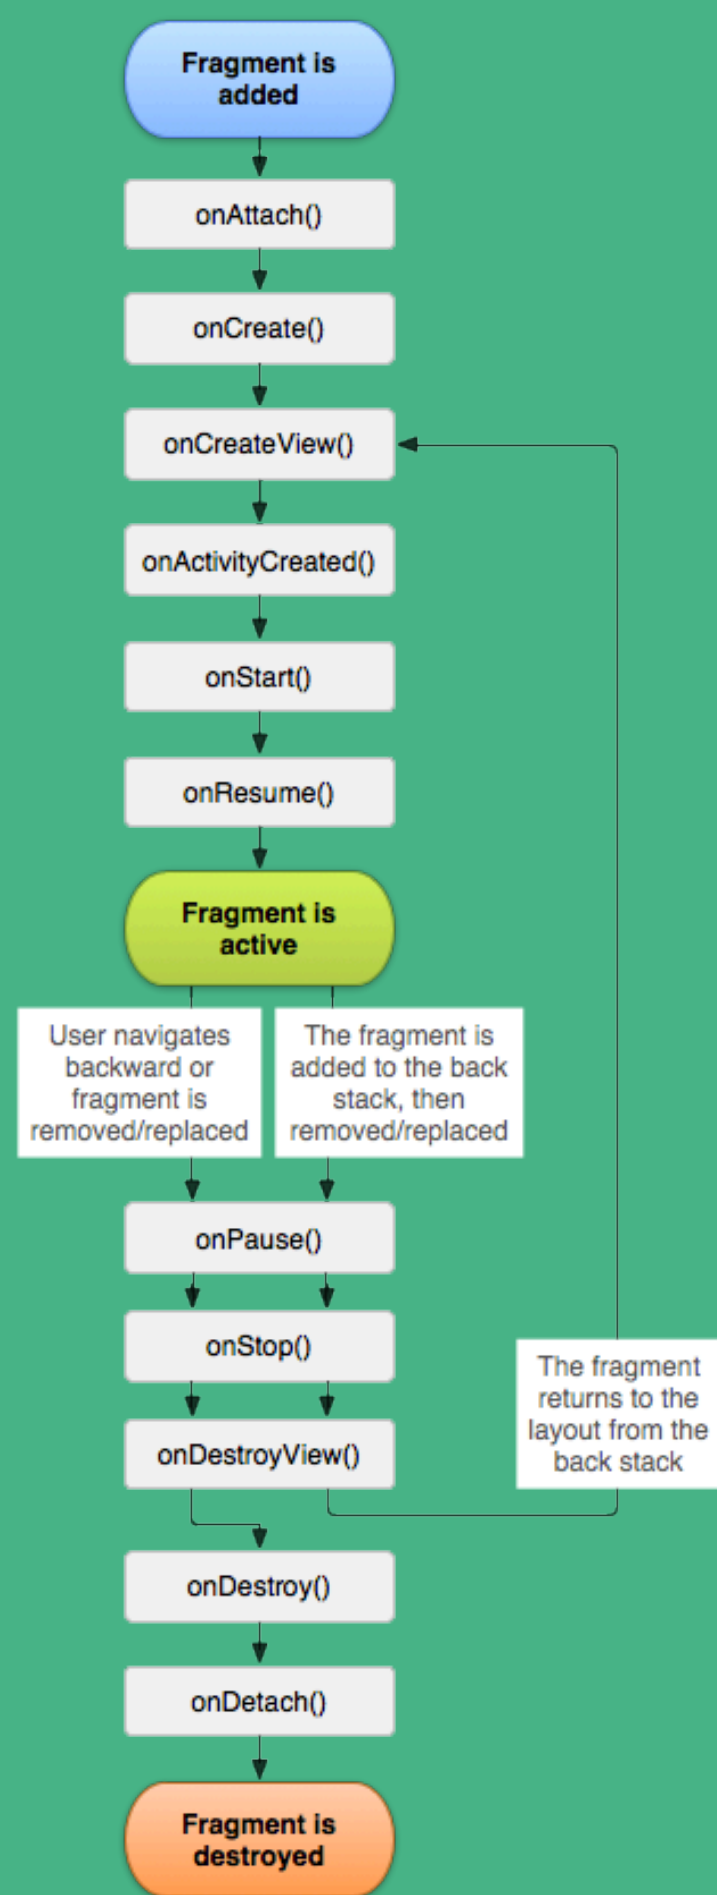 Fragment is
added
onAttach()
onCreate()
onCreateView()
onActivityCreated()
onStart()
onResume()
Fragment is
active
User navigates
backward or
fragment is
removed/replaced
The fragment is
added to the back
stack, then
removed/replaced
onPause()
onStop()
The fragment
returns to the
layout from the
back stack
onDestroyView()
onDestroy()
onDetach()
Fragment is
destroyed